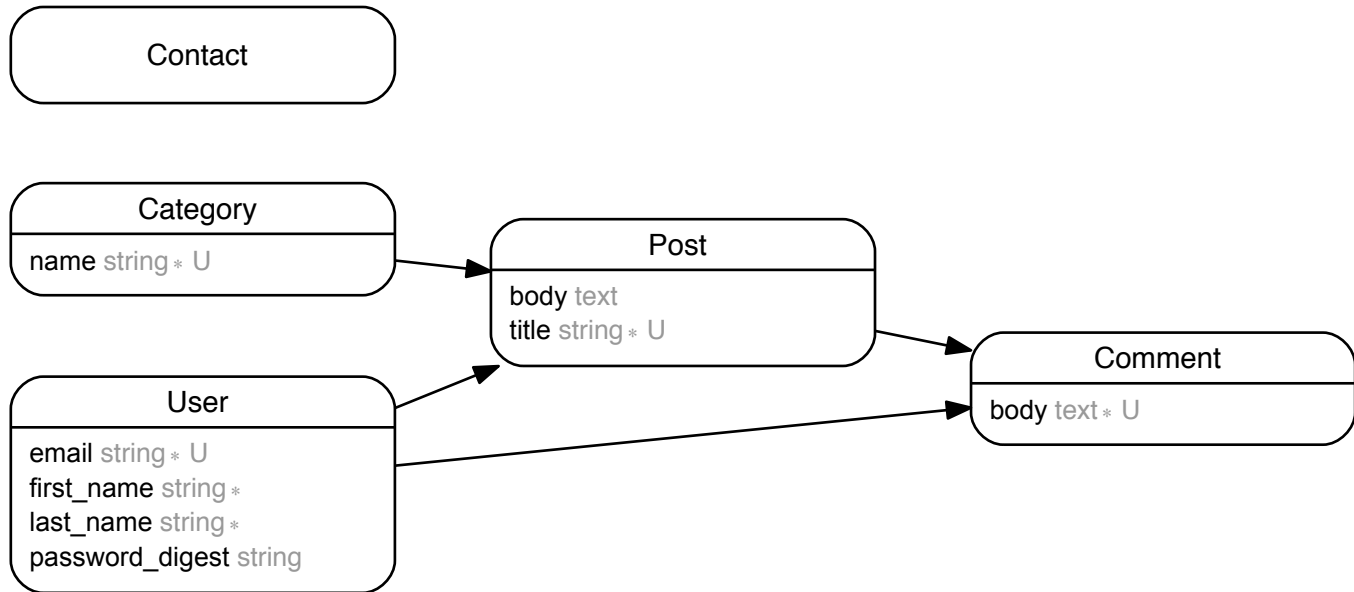 Contact
Category
name string* U
Post
body text
title string* U
User
email string* U
first_name string*
last_name string*
password_digest string
Comment
body text* U